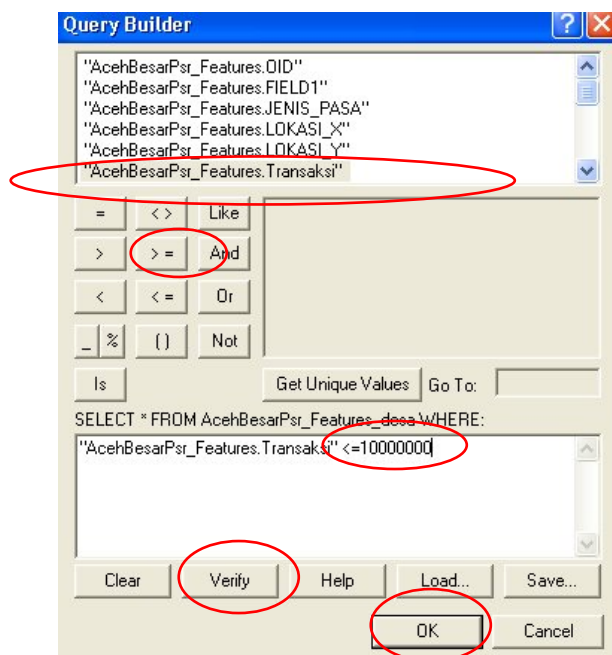 Query Builder
"AcehBesarPsr_Features.OID"
"AcehBesarPsr_Features.FIELD1"
"AcehBesarPsr_Features.JENIS_PASA"
"AcehBesarPsr_Features.LOKASI_X"
"AcehBesarPsr_Features.LOKASI_Y"
"AcehBesarPsr_Features.Transaksi"
= < > Like
> > = And
< < = Or
_ % ( ) Not
Is Get Unique Values Go To:
SELECT * FROM AcehBesarPsr_Features_desa WHERE:
"AcehBesarPsr_Features.Transaksi" <=10000000
Clear Verify Help Load... Save...
OK Cancel